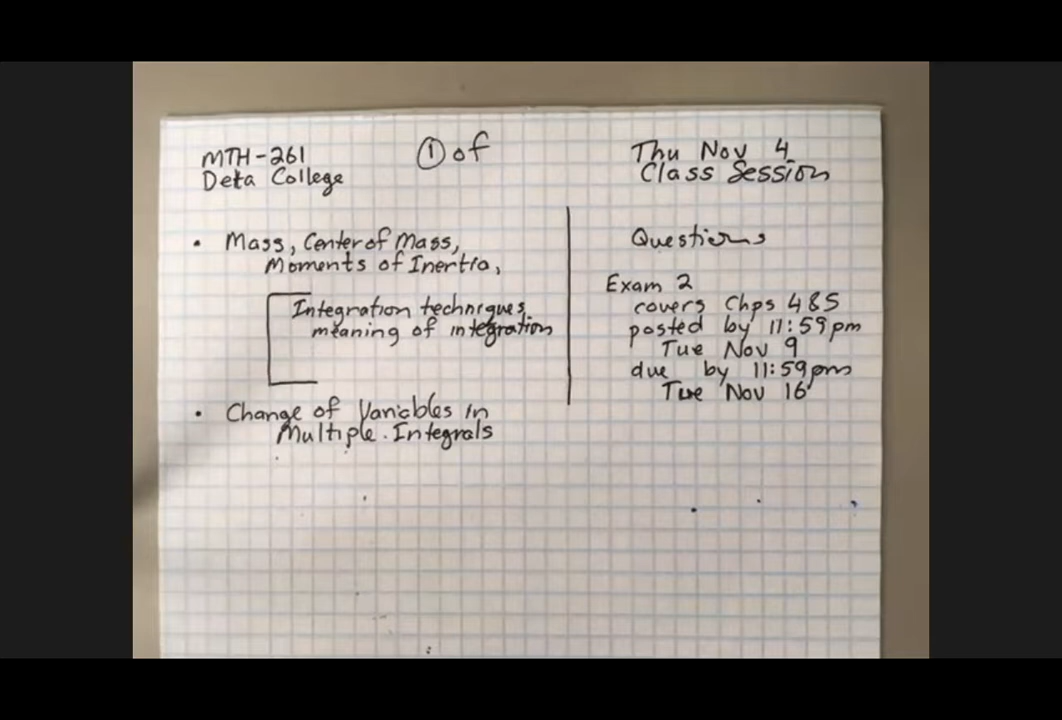 MTH-261
Deta College
① of
Thu Nov 4
Class Session
• Mass, Center of Mass,
Moments of Inertia,
Integration techniques,
meaning of integration
• Change of Variables in
Multiple Integrals
Questions
Exam 2
covers Chps 4&5
posted by 11:59pm
Tue Nov 9
due by 11:59pm
Tue Nov 16